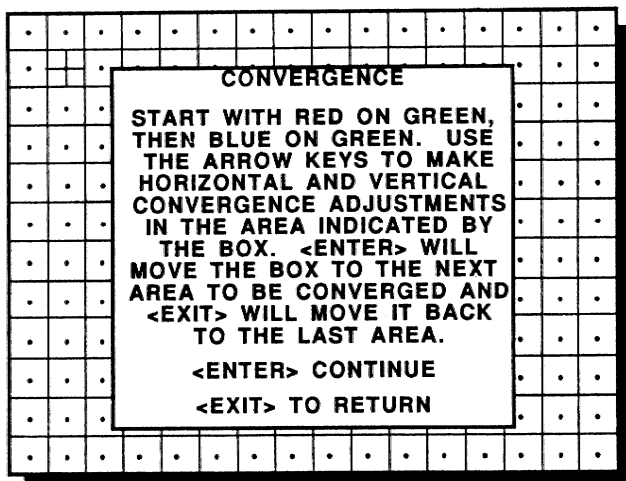 CONVERGENCE
START WITH RED ON GREEN,
THEN BLUE ON GREEN. USE
THE ARROW KEYS TO MAKE
HORIZONTAL AND VERTICAL
CONVERGENCE ADJUSTMENTS
IN THE AREA INDICATED BY
THE BOX. <ENTER> WILL
MOVE THE BOX TO THE NEXT
AREA TO BE CONVERGED AND
<EXIT> WILL MOVE IT BACK
TO THE LAST AREA.
<ENTER> CONTINUE
<EXIT> TO RETURN